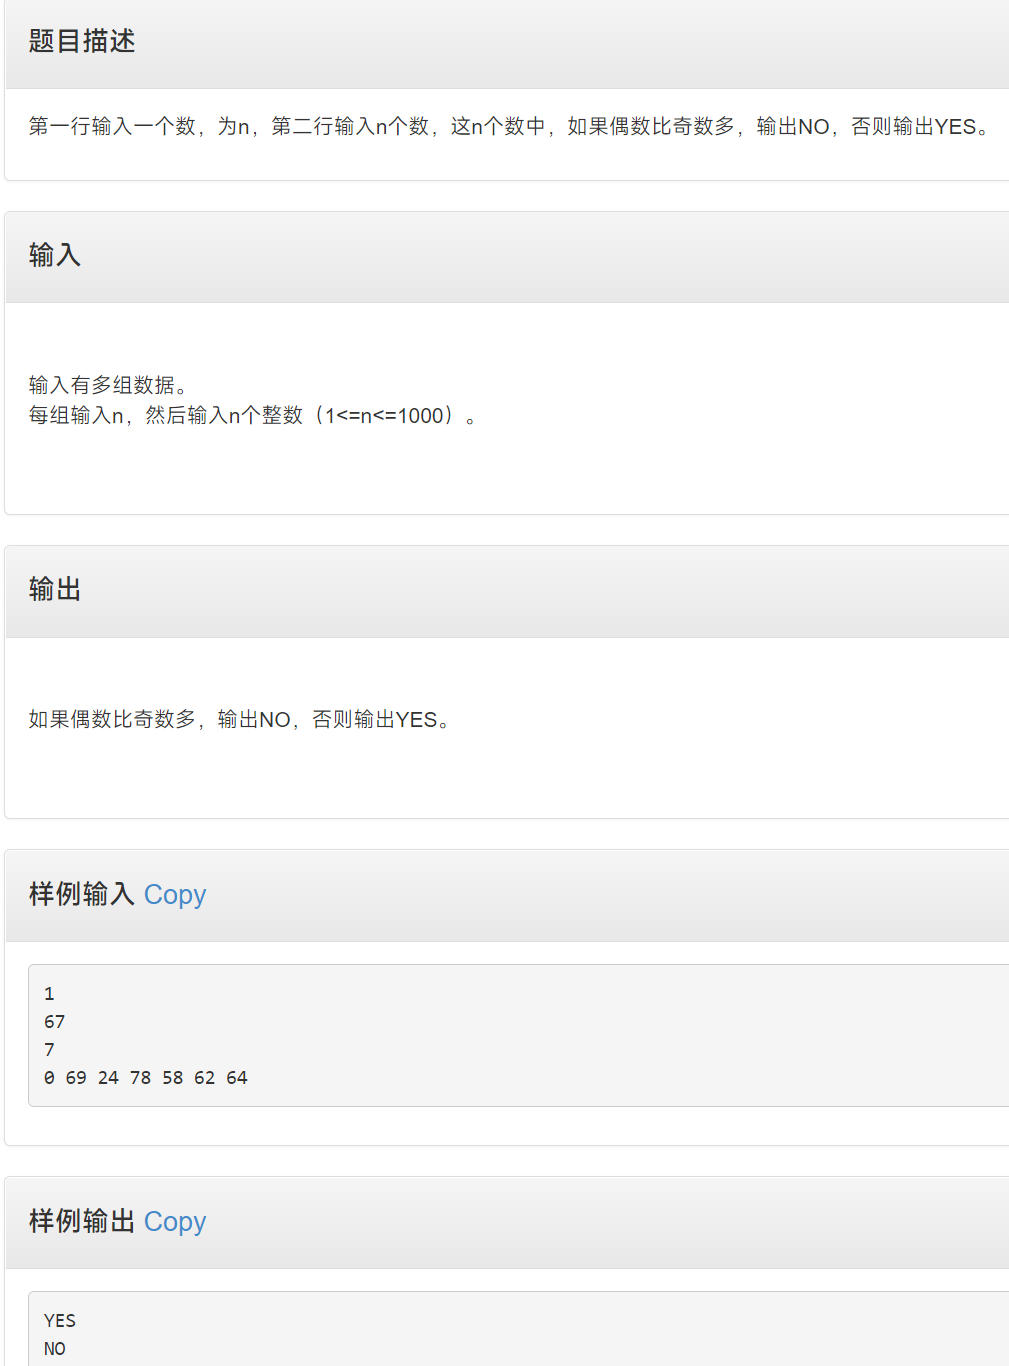 题目描述
第一行输入一个数，为n，第二行输入n个数，这n个数中，如果偶数比奇数多，输出NO，否则输出YES。
输入
输入有多组数据。
每组输入n，然后输入n个整数（1<=n<=1000）。
输出
如果偶数比奇数多，输出NO，否则输出YES。
样例输入 Copy
1
67
7
0 69 24 78 58 62 64
样例输出 Copy
YES
NO